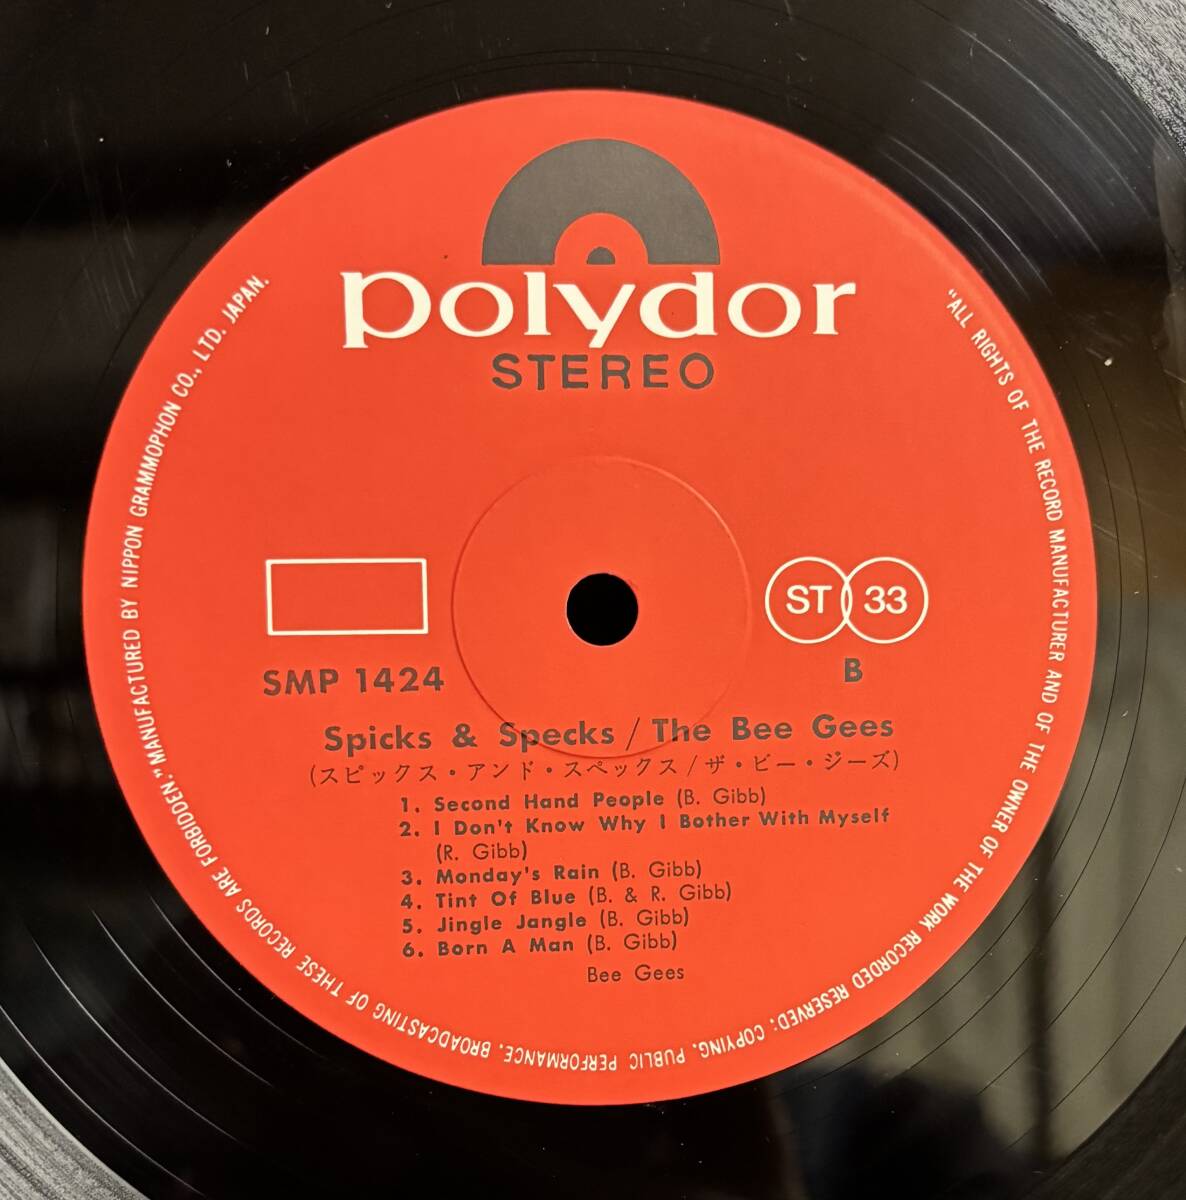 polydor
STEREO
ST 33
SMP 1424
B
Spicks & Specks / The Bee Gees
(スピックス・アンド・スペックス/ザ・ビー・ジーズ)
1. Second Hand People (B. Gibb)
2. I Don't Know Why I Bother With Myself
(R. Gibb)
3. Monday's Rain (B. Gibb)
4. Tint Of Blue (B. & R. Gibb)
5. Jingle Jangle (B. Gibb)
6. Born A Man (B. Gibb)
Bee Gees
"ALL RIGHTS OF THE RECORD MANUFACTURER AND OF THE OWNER OF THE WORK RECORDED RESERVED: COPYING, PUBLIC PERFORMANCE, BROADCASTING OF THESE RECORDS ARE FORBIDDEN." MANUFACTURED BY NIPPON GRAMMOPHON CO., LTD. JAPAN.